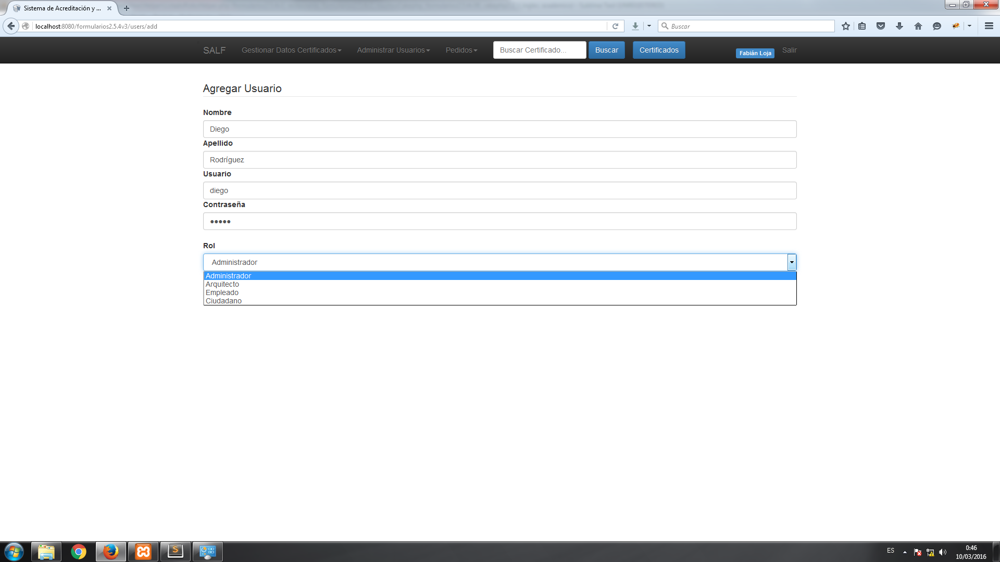 Sistema de Acreditación y ...
localhost:8080/formularios2.5.4v3/users/add
Buscar
SALF Gestionar Datos Certificados Administrar Usuarios Pedidos Buscar Certificado... Buscar Certificados Fabián Loja Salir
Agregar Usuario
Nombre
Diego
Apellido
Rodríguez
Usuario
diego
Contraseña
●●●●●
Rol
Administrador
Administrador
Arquitecto
Empleado
Ciudadano
ES
0:46
10/03/2016